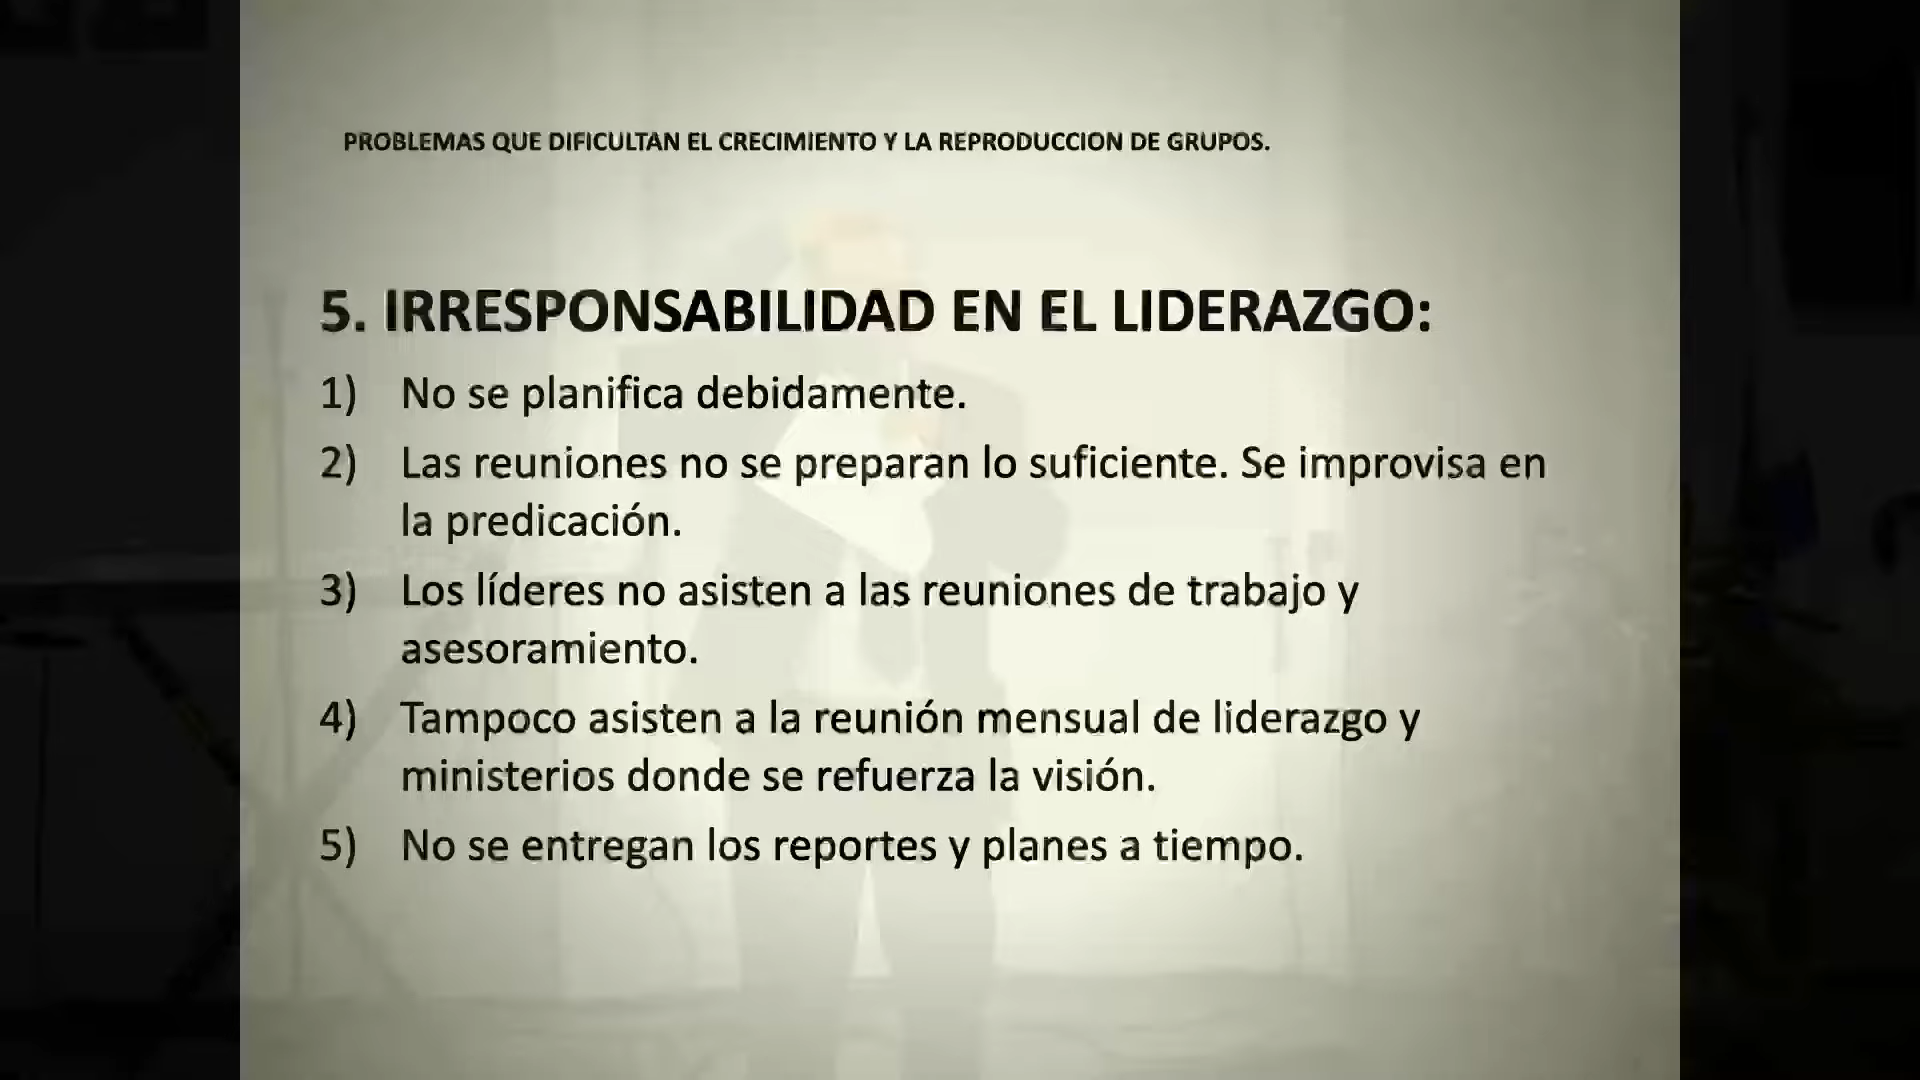 PROBLEMAS QUE DIFICULTAN EL CRECIMIENTO Y LA REPRODUCCION DE GRUPOS.
5. IRRESPONSABILIDAD EN EL LIDERAZGO:
1) No se planifica debidamente.
2) Las reuniones no se preparan lo suficiente. Se improvisa en
la predicación.
3) Los líderes no asisten a las reuniones de trabajo y
asesoramiento.
4) Tampoco asisten a la reunión mensual de liderazgo y
ministerios donde se refuerza la visión.
5) No se entregan los reportes y planes a tiempo.